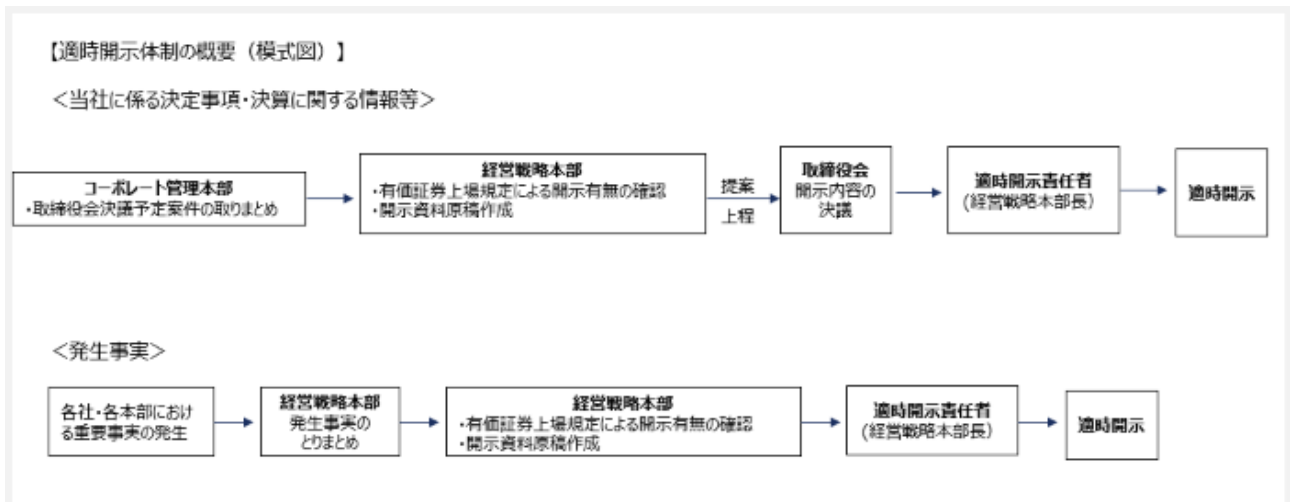 【適時開示体制の概要（模式図）】
＜当社に係る決定事項・決算に関する情報等＞
コーポレート管理本部
・取締役会決議予定案件の取りまとめ
経営戦略本部
・有価証券上場規定による開示有無の確認
・開示資料原稿作成
提案
上程
取締役会
開示内容の
決議
適時開示責任者
(経営戦略本部長）
適時開示
＜発生事実＞
各社・各本部におけ
る重要事実の発生
経営戦略本部
発生事実の
とりまとめ
経営戦略本部
・有価証券上場規定による開示有無の確認
・開示資料原稿作成
適時開示責任者
(経営戦略本部長）
適時開示